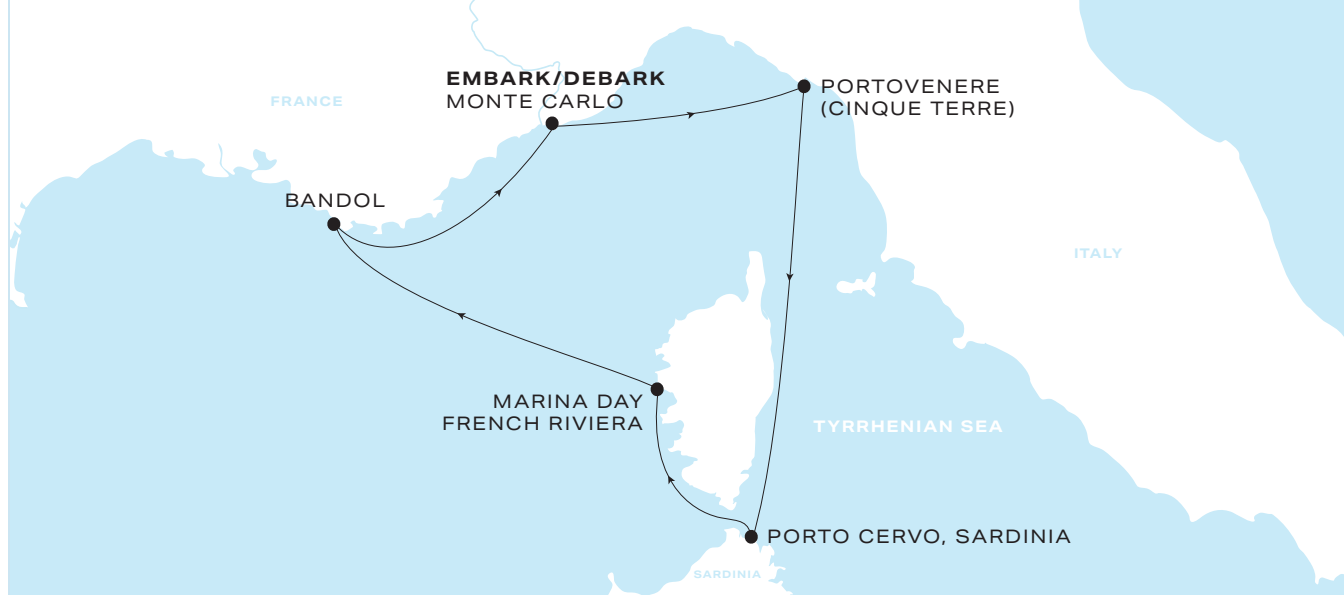 EMBARK/DEBARK
MONTE CARLO
PORTOVENERE
(CINQUE TERRE)
FRANCE
BANDOL
ITALY
MARINA DAY
FRENCH RIVIERA
TYRRHENIAN SEA
PORTO CERVO, SARDINIA
SARDINIA